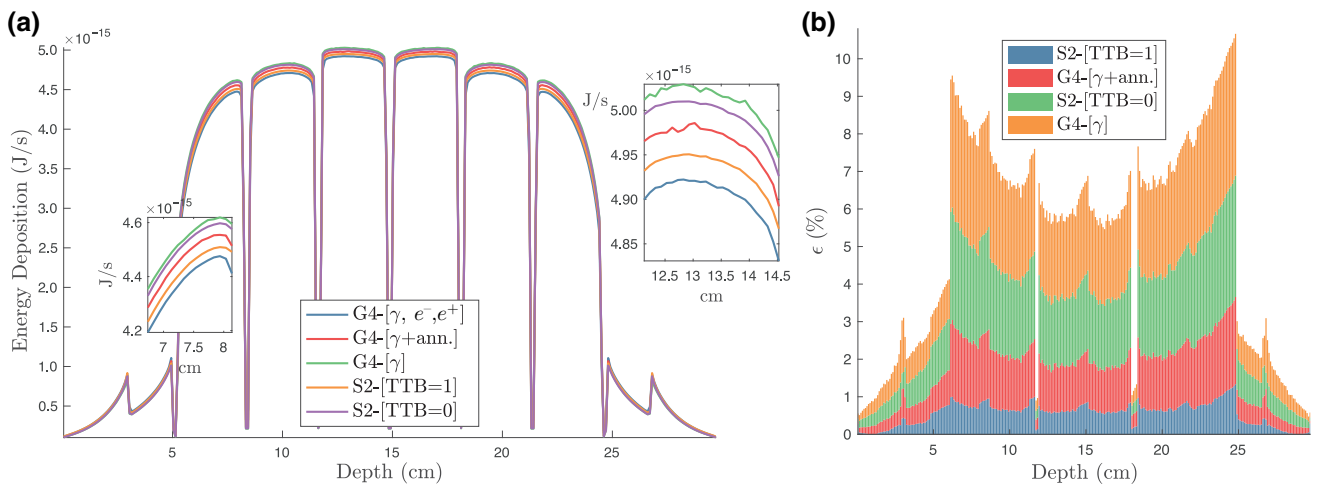 (a)
×10⁻¹⁵
Energy Deposition (J/s)
5.0
4.5
4.0
3.5
3.0
2.5
2.0
1.5
1.0
0.5
5
10
15
20
25
Depth (cm)
×10⁻¹⁵
J/s
4.6
4.4
4.2
7
7.5
8
cm
G4-[γ, e⁻,e⁺]
G4-[γ+ann.]
G4-[γ]
S2-[TTB=1]
S2-[TTB=0]
×10⁻¹⁵
J/s
5.00
4.95
4.90
4.85
12.5
13
13.5
14
14.5
cm
(b)
ϵ (%)
10
9
8
7
6
5
4
3
2
1
0
5
10
15
20
25
Depth (cm)
S2-[TTB=1]
G4-[γ+ann.]
S2-[TTB=0]
G4-[γ]